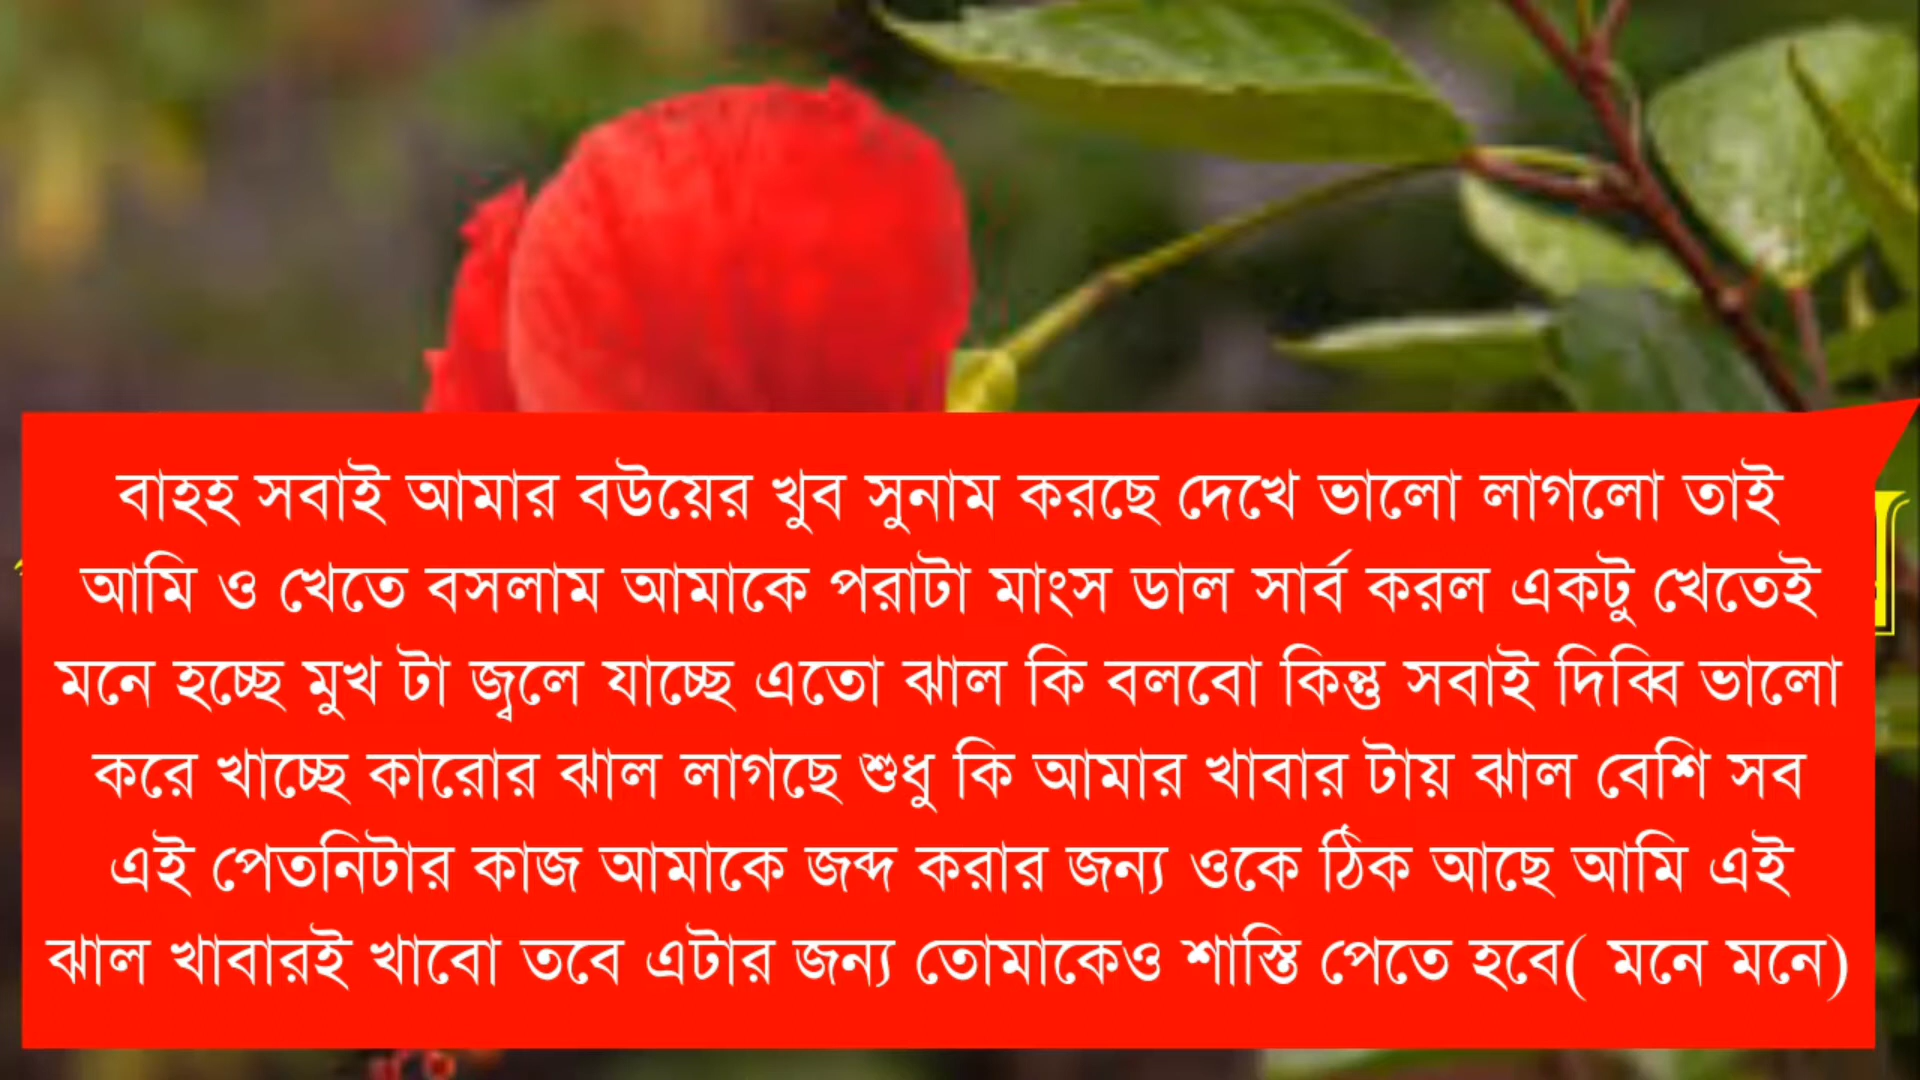 বাহহ সবাই আমার বউয়ের খুব সুনাম করছে দেখে ভালো লাগলো তাই
আমি ও খেতে বসলাম আমাকে পরাটা মাংস ডাল সার্ব করল একটু খেতেই
মনে হচ্ছে মুখ টা জ্বলে যাচ্ছে এতো ঝাল কি বলবো কিন্তু সবাই দিব্বি ভালো
করে খাচ্ছে কারোর ঝাল লাগছে শুধু কি আমার খাবার টায় ঝাল বেশি সব
এই পেতনিটার কাজ আমাকে জব্দ করার জন্য ওকে ঠিক আছে আমি এই
ঝাল খাবারই খাবো তবে এটার জন্য তোমাকেও শাস্তি পেতে হবে( মনে মনে)